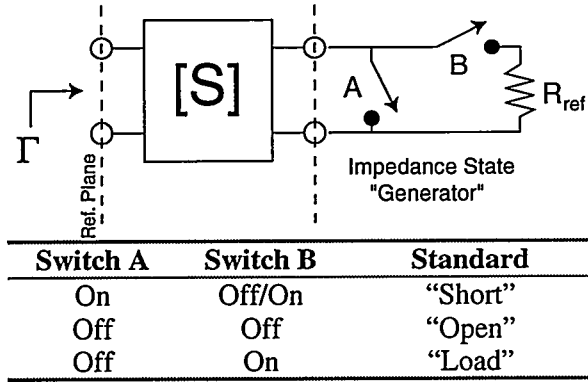 [S]
A
B
R_ref
Γ
Ref. Plane
Impedance State
"Generator"
Switch A Switch B Standard
On Off/On “Short”
Off Off “Open”
Off On “Load”